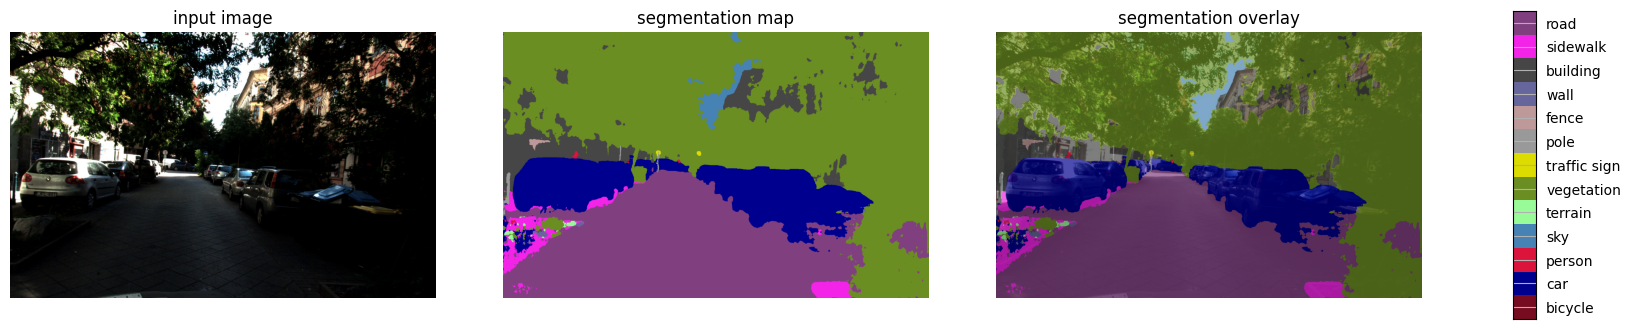 input image
segmentation map
segmentation overlay
road
sidewalk
building
wall
fence
pole
traffic sign
vegetation
terrain
sky
person
car
bicycle